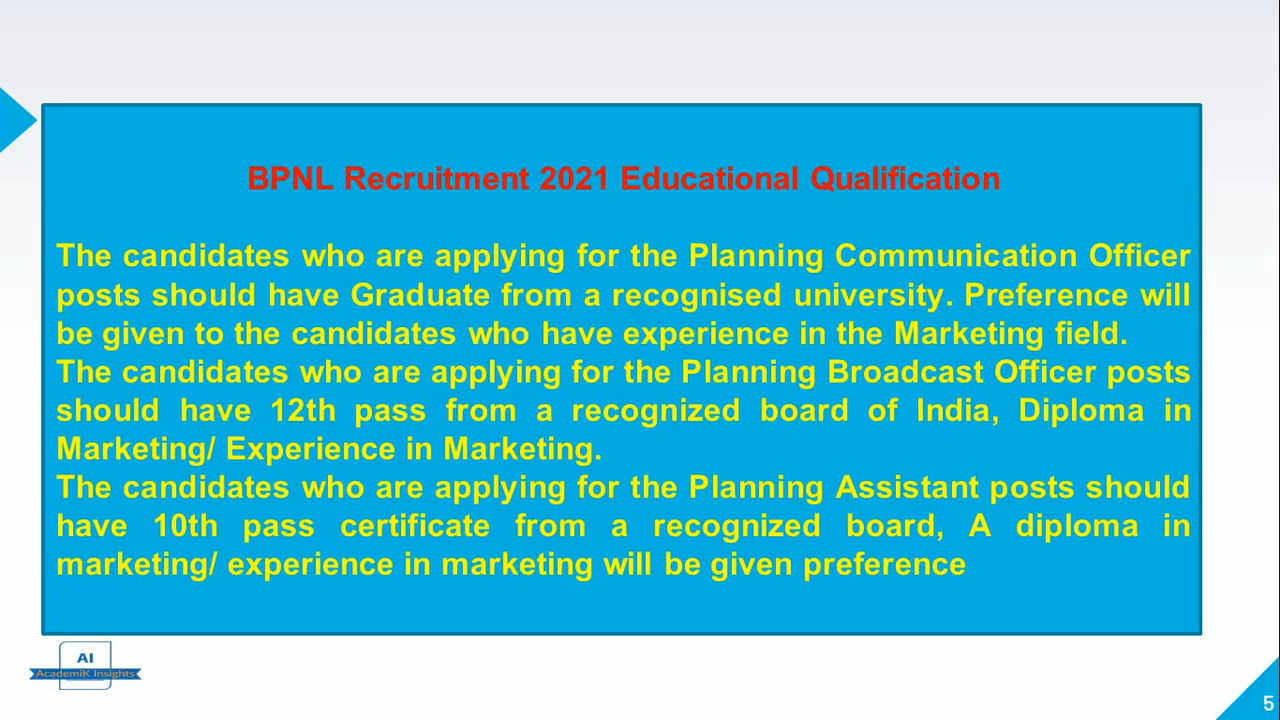 BPNL Recruitment 2021 Educational Qualification
The candidates who are applying for the Planning Communication Officer
posts should have Graduate from a recognised university. Preference will
be given to the candidates who have experience in the Marketing field.
The candidates who are applying for the Planning Broadcast Officer posts
should have 12th pass from a recognized board of India, Diploma in
Marketing/ Experience in Marketing.
The candidates who are applying for the Planning Assistant posts should
have 10th pass certificate from a recognized board, A diploma in
marketing/ experience in marketing will be given preference
AI
AcademiK Insights
5